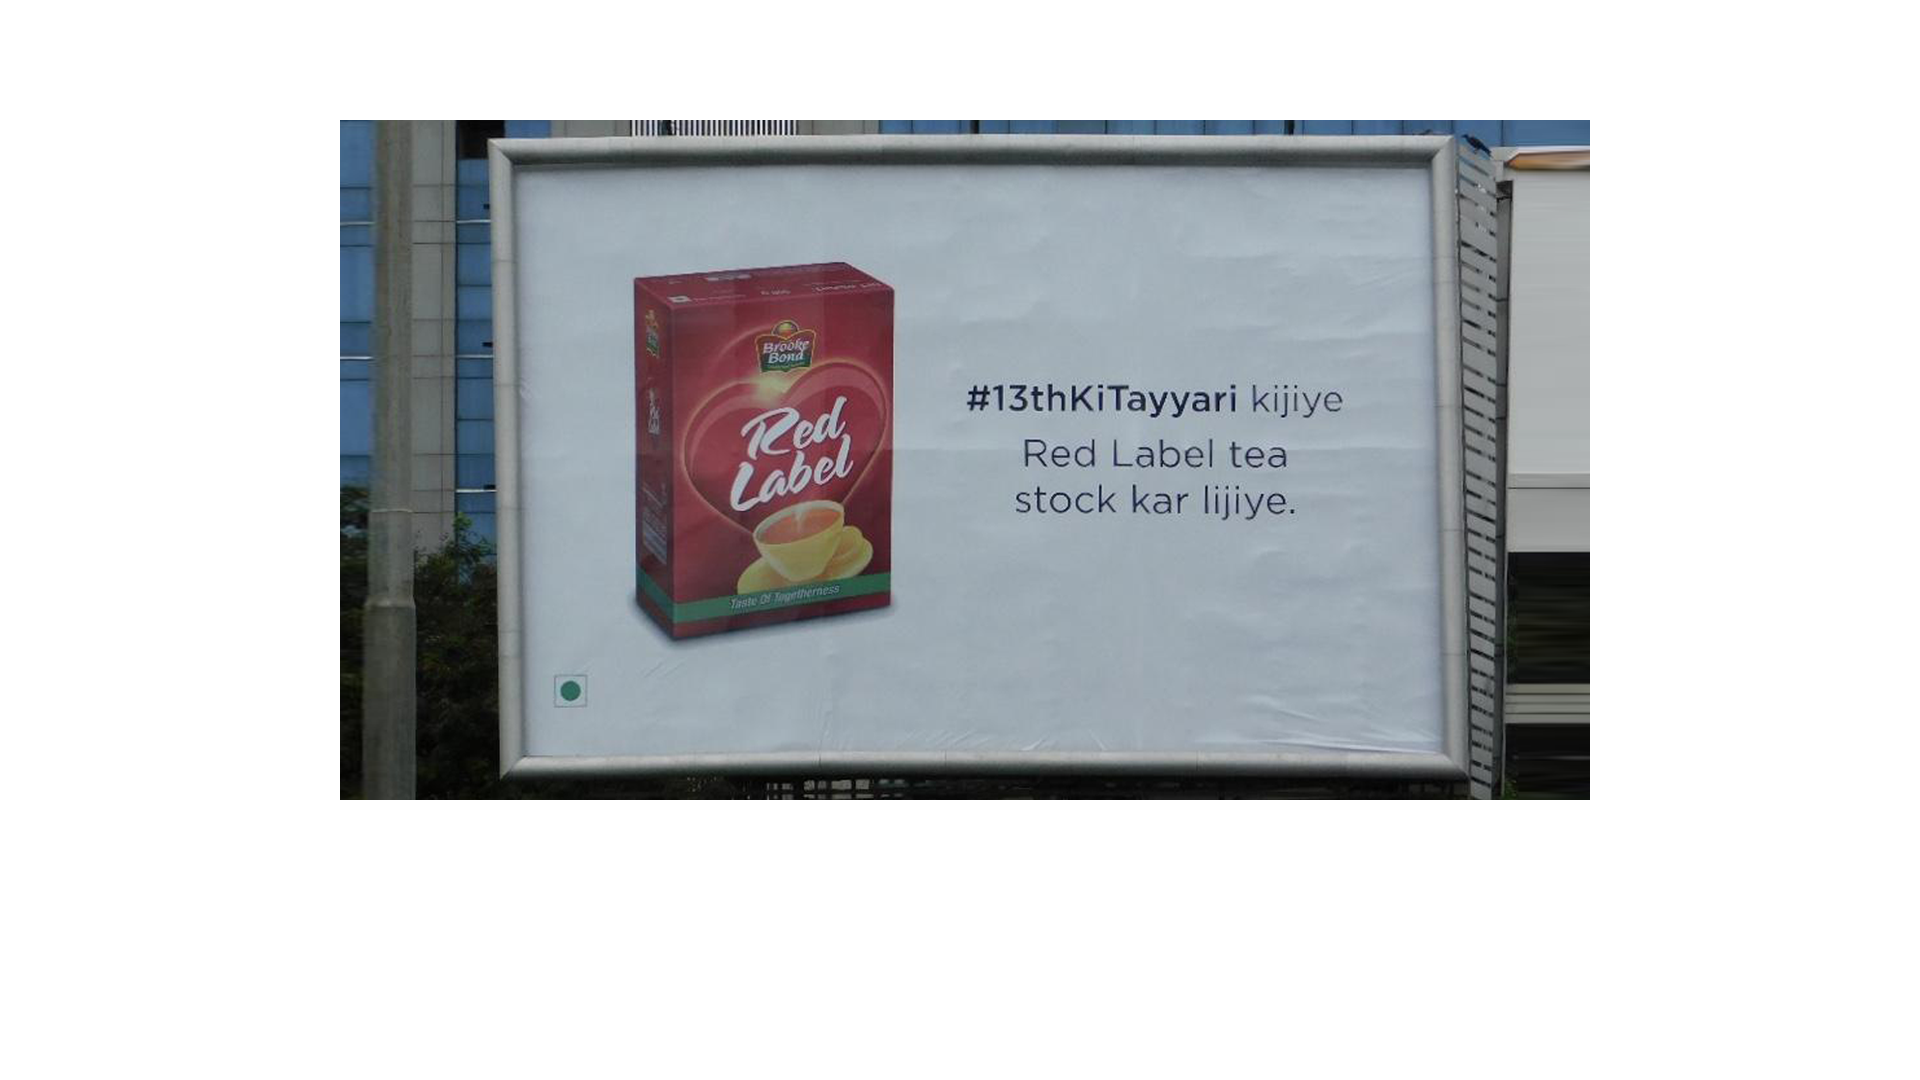 Brooke
Bond
Red
Label
Taste Of Togetherness
#13thKiTayyari kijiye
Red Label tea
stock kar lijiye.